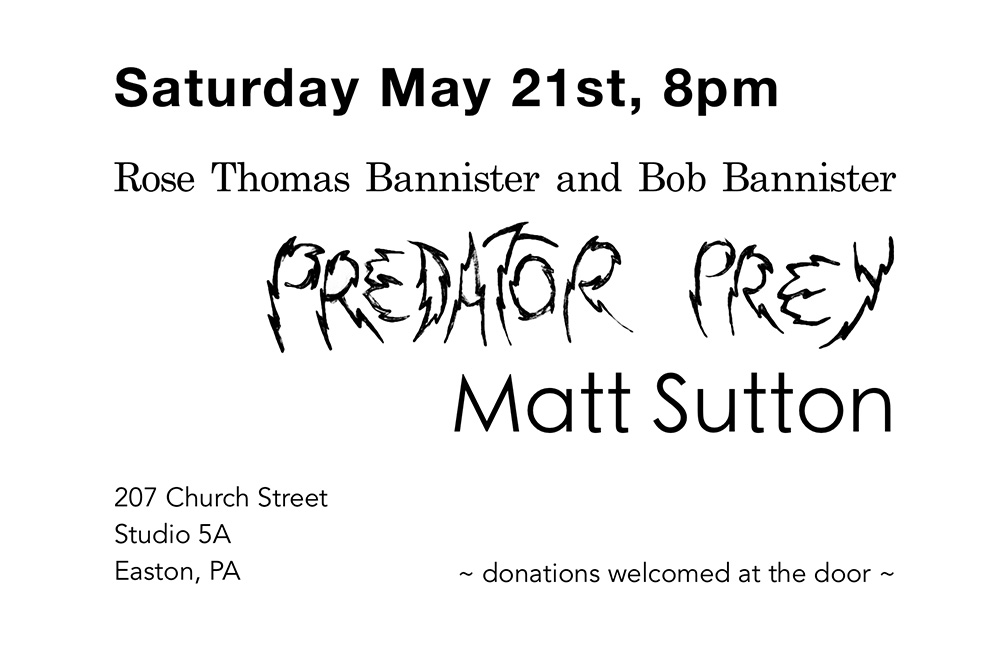 Saturday May 21st, 8pm
Rose Thomas Bannister and Bob Bannister
PREDATOR PREY
Matt Sutton
207 Church Street
Studio 5A
Easton, PA
~ donations welcomed at the door ~